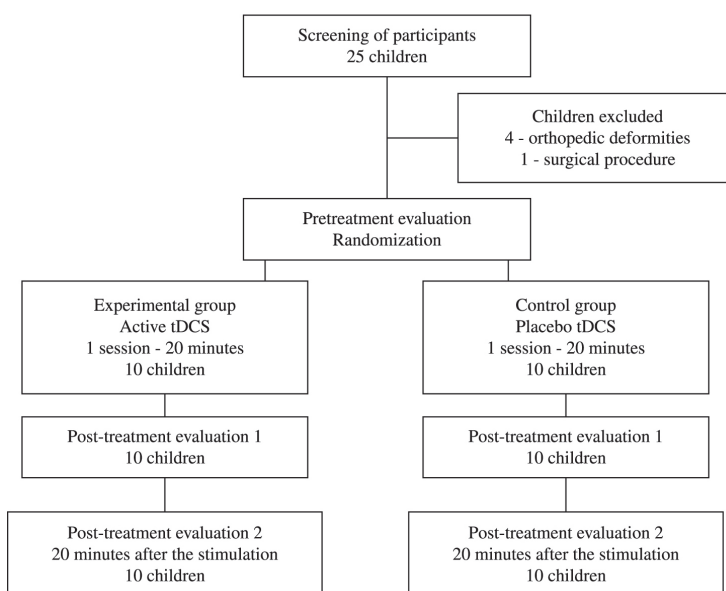 Screening of participants
25 children
Children excluded
4 - orthopedic deformities
1 - surgical procedure
Pretreatment evaluation
Randomization
Experimental group
Active tDCS
1 session - 20 minutes
10 children
Control group
Placebo tDCS
1 session - 20 minutes
10 children
Post-treatment evaluation 1
10 children
Post-treatment evaluation 1
10 children
Post-treatment evaluation 2
20 minutes after the stimulation
10 children
Post-treatment evaluation 2
20 minutes after the stimulation
10 children